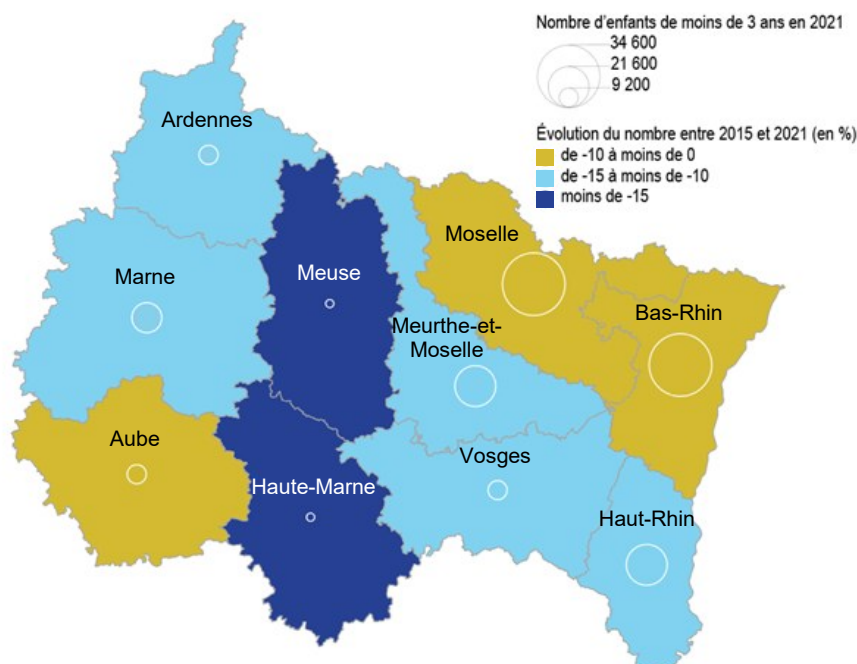 Nombre d'enfants de moins de 3 ans en 2021
34 600
21 600
9 200
Évolution du nombre entre 2015 et 2021 (en %)
de -10 à moins de 0
de -15 à moins de -10
moins de -15
Ardennes
Moselle
Marne
Meuse
Bas-Rhin
Meurthe-et-
Moselle
Aube
Vosges
Haute-Marne
Haut-Rhin